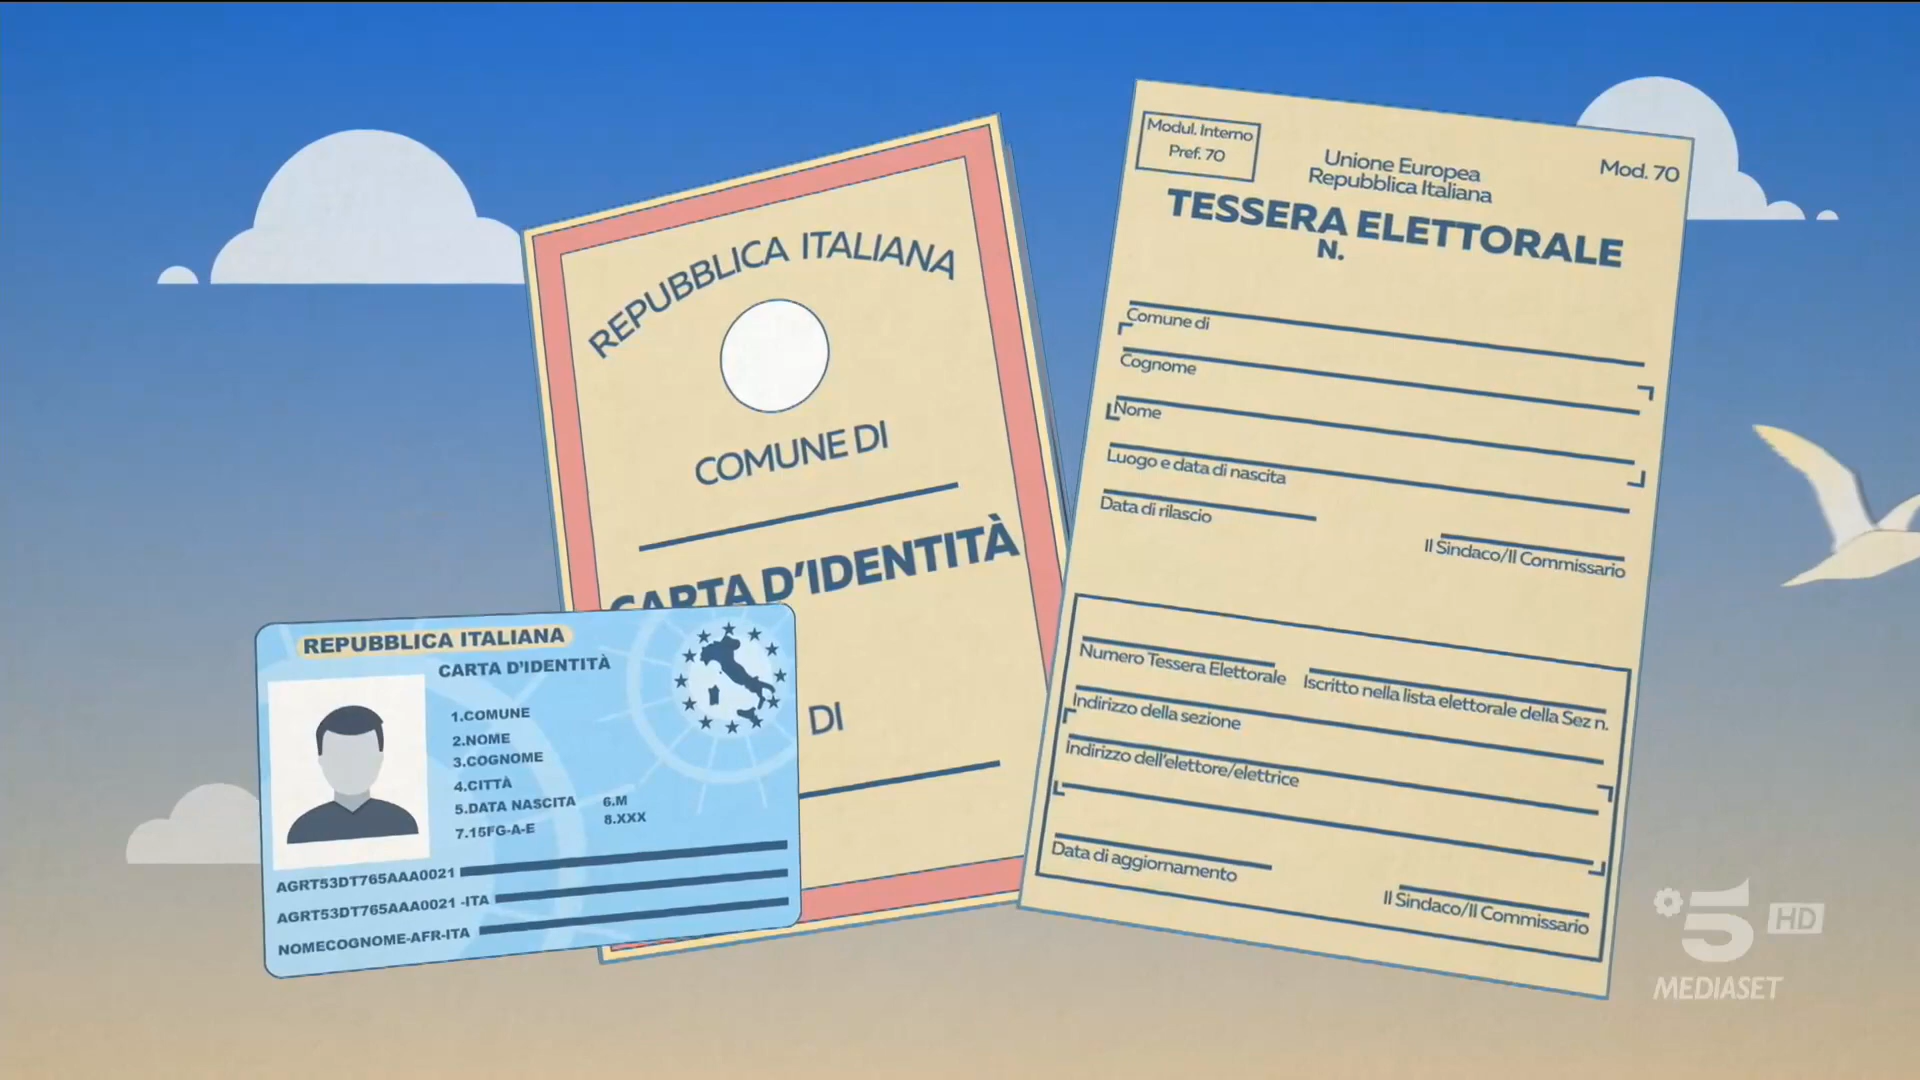 REPUBBLICA ITALIANA
COMUNE DI
CARTA D'IDENTITÀ
DI
REPUBBLICA ITALIANA
CARTA D'IDENTITÀ
1.COMUNE
2.NOME
3.COGNOME
4.CITTÀ
5.DATA NASCITA 6.M
7.15FG-A-E 8.XXX
AGRT53DT765AAA0021
AGRT53DT765AAA0021 -ITA
NOMECOGNOME-AFR-ITA
Modul. Interno
Pref. 70
Unione Europea
Repubblica Italiana
Mod. 70
TESSERA ELETTORALE
N.
Comune di
Cognome
Nome
Luogo e data di nascita
Data di rilascio
Il Sindaco/Il Commissario
Numero Tessera Elettorale Iscritto nella lista elettorale della Sez n.
Indirizzo della sezione
Indirizzo dell'elettore/elettrice
Data di aggiornamento
Il Sindaco/Il Commissario
5 HD
MEDIASET